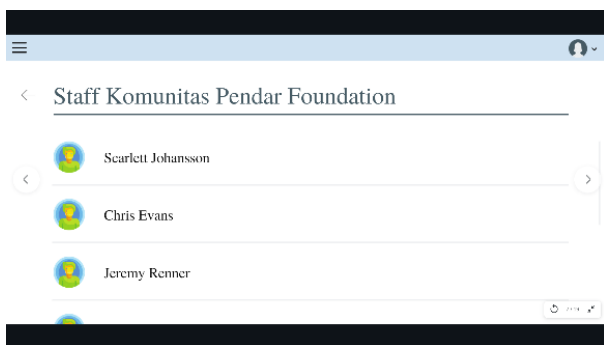 Staff Komunitas Pendar Foundation
Scarlett Johansson
Chris Evans
Jeremy Renner